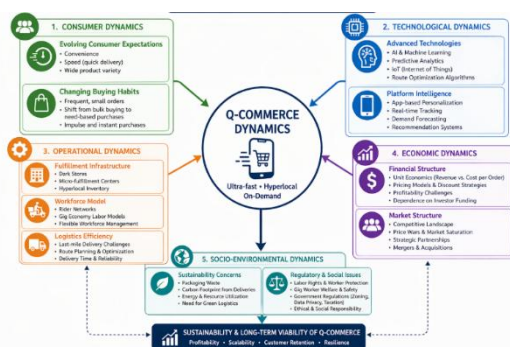 1. CONSUMER DYNAMICS
Evolving Consumer Expectations
• Convenience
• Speed (quick delivery)
• Wide product variety
Changing Buying Habits
• Frequent, small orders
• Shift from bulk buying to
need-based purchases
• Impulse and instant purchases
2. TECHNOLOGICAL DYNAMICS
Advanced Technologies
• AI & Machine Learning
• Predictive Analytics
• IoT (Internet of Things)
• Route Optimization Algorithms
Platform Intelligence
• App-based Personalization
• Real-time Tracking
• Demand Forecasting
• Recommendation Systems
Q-COMMERCE
DYNAMICS
Ultra-fast • Hyperlocal
On-Demand
3. OPERATIONAL DYNAMICS
Fulfillment Infrastructure
• Dark Stores
• Micro-fulfillment Centers
• Hyperlocal Inventory
Workforce Model
• Rider Networks
• Gig Economy Labor Models
• Flexible Workforce Management
Logistics Efficiency
• Last-mile Delivery Challenges
• Route Planning & Optimization
• Delivery Time & Reliability
4. ECONOMIC DYNAMICS
Financial Structure
• Unit Economics (Revenue vs. Cost per Order)
• Pricing Models & Discount Strategies
• Profitability Challenges
• Dependence on Investor Funding
Market Structure
• Competitive Landscape
• Price Wars & Market Saturation
• Strategic Partnerships
• Mergers & Acquisitions
5. SOCIO-ENVIRONMENTAL DYNAMICS
Sustainability Concerns
• Packaging Waste
• Carbon Footprint from Deliveries
• Energy & Resource Utilization
• Need for Green Logistics
Regulatory & Social Issues
• Labor Rights & Worker Protection
• Gig Worker Welfare & Safety
• Government Regulations (Zoning,
Data Privacy, Taxation)
• Ethical & Social Responsibility
SUSTAINABILITY & LONG-TERM VIABILITY OF Q-COMMERCE
Profitability • Scalability • Customer Retention • Resilience